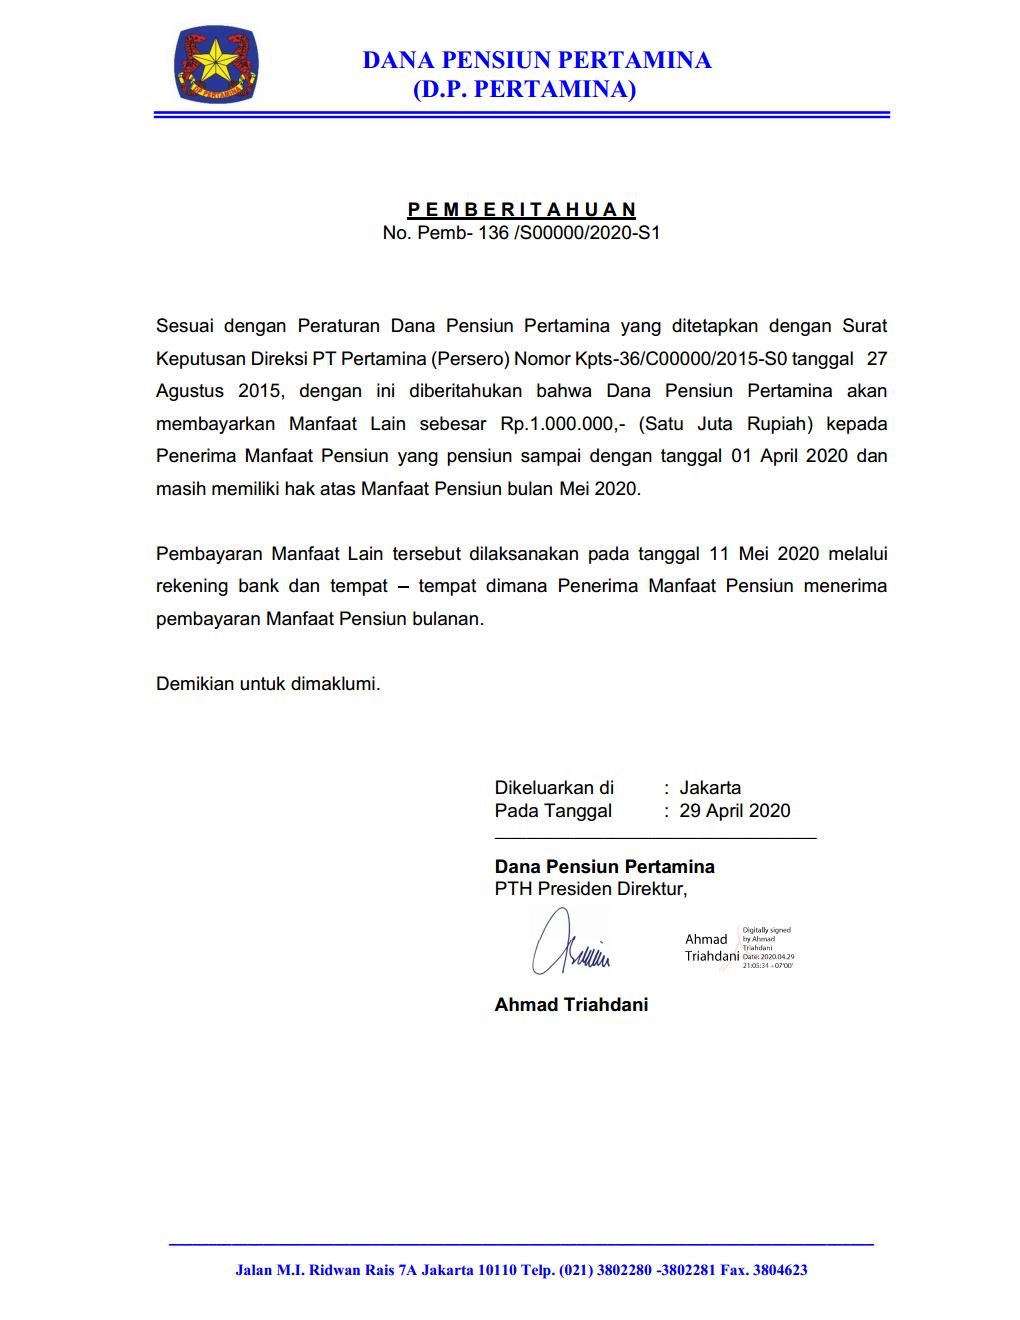 DP PERTAMINA
DANA PENSIUN PERTAMINA
(D.P. PERTAMINA)
P E M B E R I T A H U A N
No. Pemb- 136 /S00000/2020-S1
Sesuai dengan Peraturan Dana Pensiun Pertamina yang ditetapkan dengan Surat
Keputusan Direksi PT Pertamina (Persero) Nomor Kpts-36/C00000/2015-S0 tanggal 27
Agustus 2015, dengan ini diberitahukan bahwa Dana Pensiun Pertamina akan
membayarkan Manfaat Lain sebesar Rp.1.000.000,- (Satu Juta Rupiah) kepada
Penerima Manfaat Pensiun yang pensiun sampai dengan tanggal 01 April 2020 dan
masih memiliki hak atas Manfaat Pensiun bulan Mei 2020.
Pembayaran Manfaat Lain tersebut dilaksanakan pada tanggal 11 Mei 2020 melalui
rekening bank dan tempat – tempat dimana Penerima Manfaat Pensiun menerima
pembayaran Manfaat Pensiun bulanan.
Demikian untuk dimaklumi.
Dikeluarkan di : Jakarta
Pada Tanggal : 29 April 2020
Dana Pensiun Pertamina
PTH Presiden Direktur,
Ahmad
Triahdani
Digitally signed
by Ahmad
Triahdani
Date: 2020.04.29
21:05:34 +07'00'
Ahmad Triahdani
Jalan M.I. Ridwan Rais 7A Jakarta 10110 Telp. (021) 3802280 -3802281 Fax. 3804623